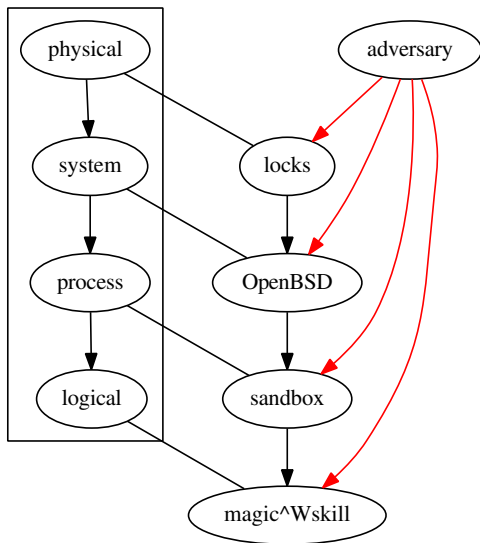 physical
adversary
system
locks
process
OpenBSD
logical
sandbox
magic^Wskill